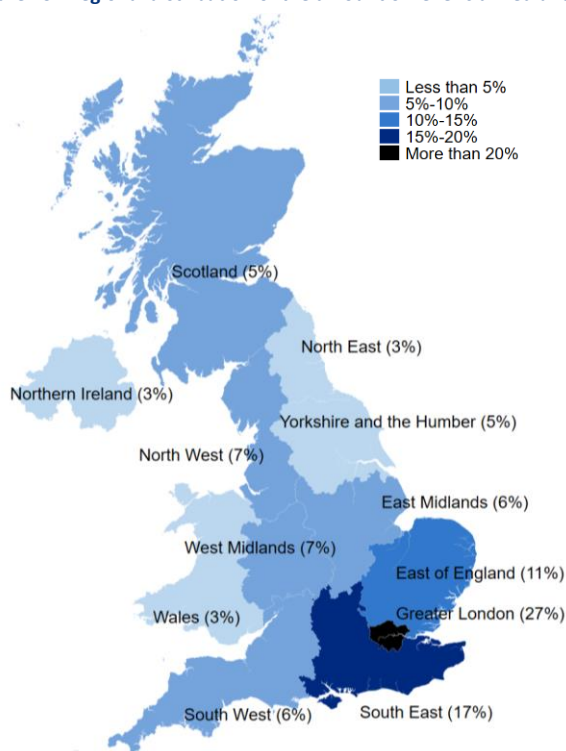 Less than 5%
5%-10%
10%-15%
15%-20%
More than 20%
Scotland (5%)
North East (3%)
Northern Ireland (3%)
Yorkshire and the Humber (5%)
North West (7%)
East Midlands (6%)
West Midlands (7%)
East of England (11%)
Wales (3%)
Greater London (27%)
South West (6%)
South East (17%)